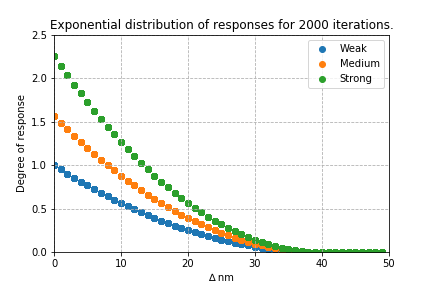 Exponential distribution of responses for 2000 iterations.
2.5
2.0
1.5
1.0
0.5
0.0
Degree of response
Weak
Medium
Strong
0 10 20 30 40 50
Δ nm